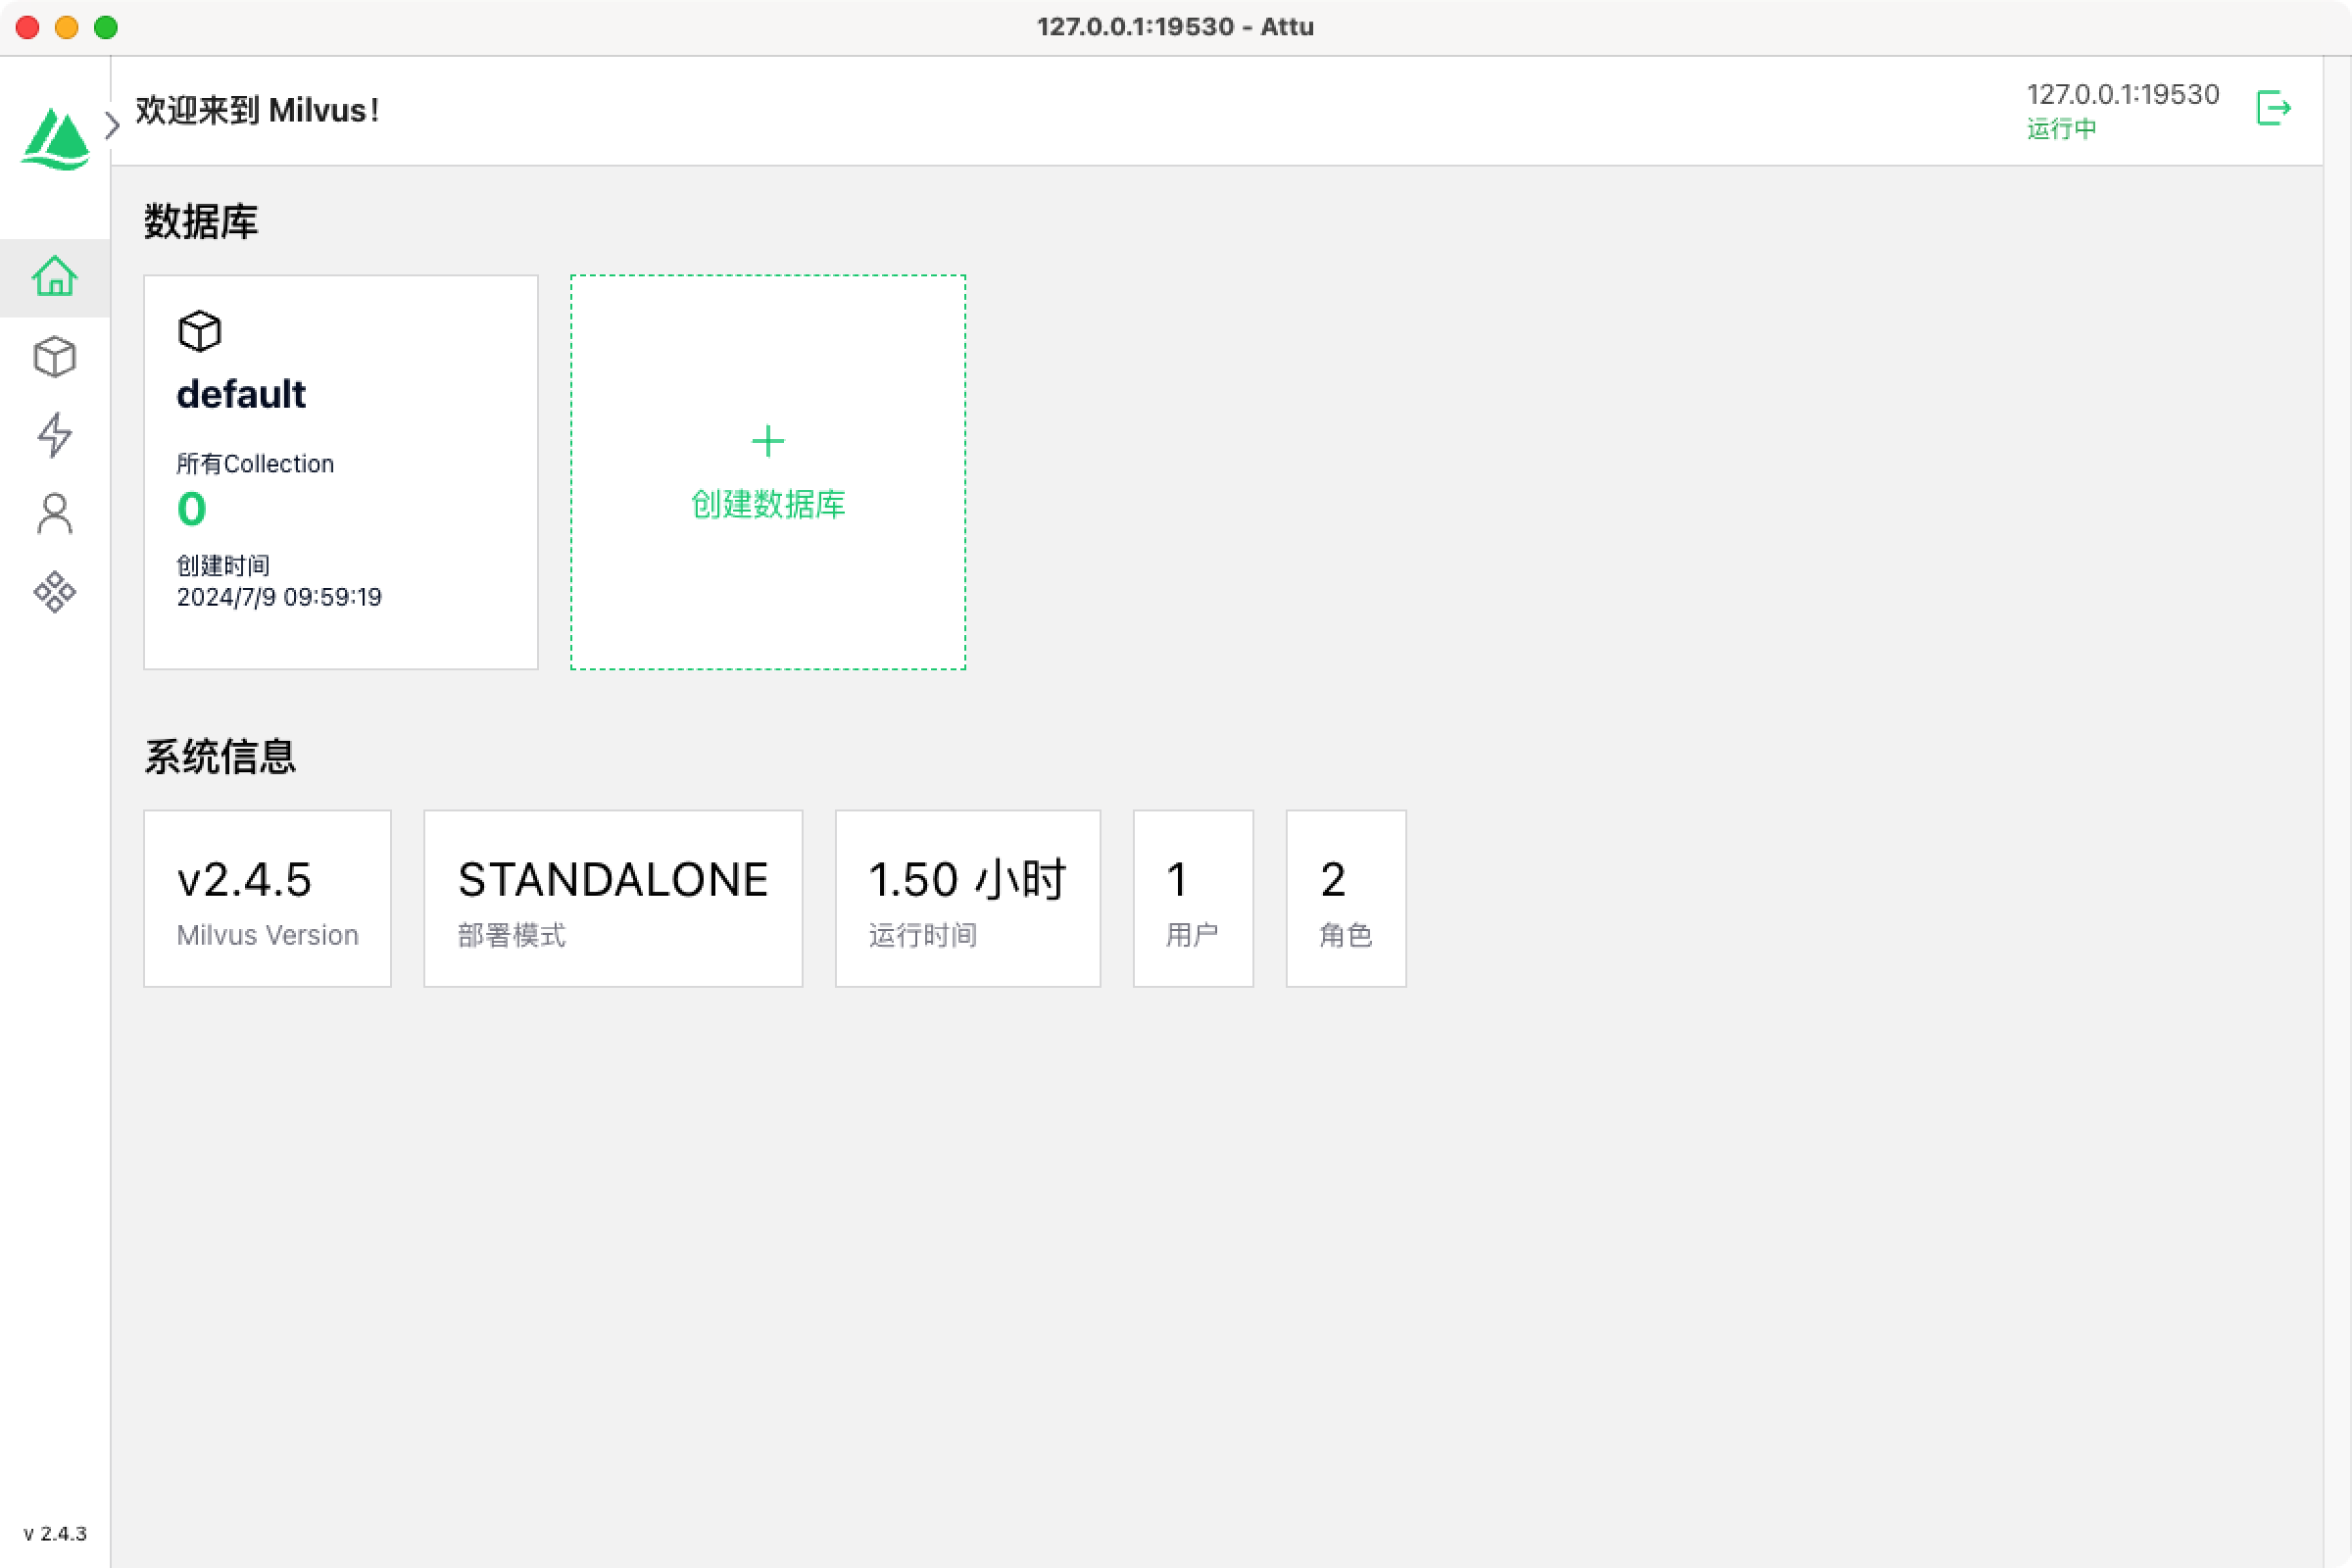 127.0.0.1:19530 - Attu
欢迎来到 Milvus!
127.0.0.1:19530
运行中
数据库
default
所有Collection
0
创建时间
2024/7/9 09:59:19
创建数据库
系统信息
v2.4.5
Milvus Version
STANDALONE
部署模式
1.50 小时
运行时间
1
用户
2
角色
v 2.4.3